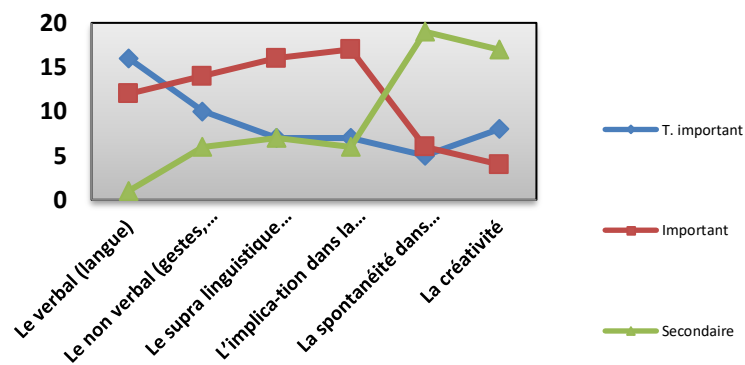 20
15
10
5
0
Le verbal (langue)
Le non verbal (gestes,…
Le supra linguistique…
L'implica-tion dans la…
La spontanéité dans…
La créativité
T. important
Important
Secondaire